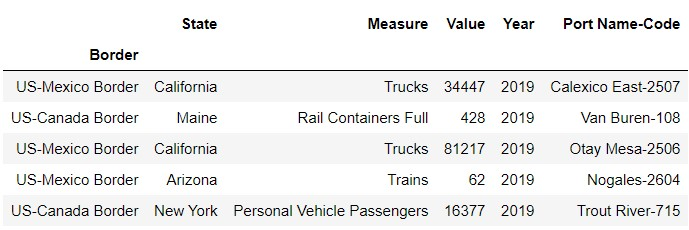 State Measure Value Year Port Name-Code
Border
US-Mexico Border California Trucks 34447 2019 Calexico East-2507
US-Canada Border Maine Rail Containers Full 428 2019 Van Buren-108
US-Mexico Border California Trucks 81217 2019 Otay Mesa-2506
US-Mexico Border Arizona Trains 62 2019 Nogales-2604
US-Canada Border New York Personal Vehicle Passengers 16377 2019 Trout River-715